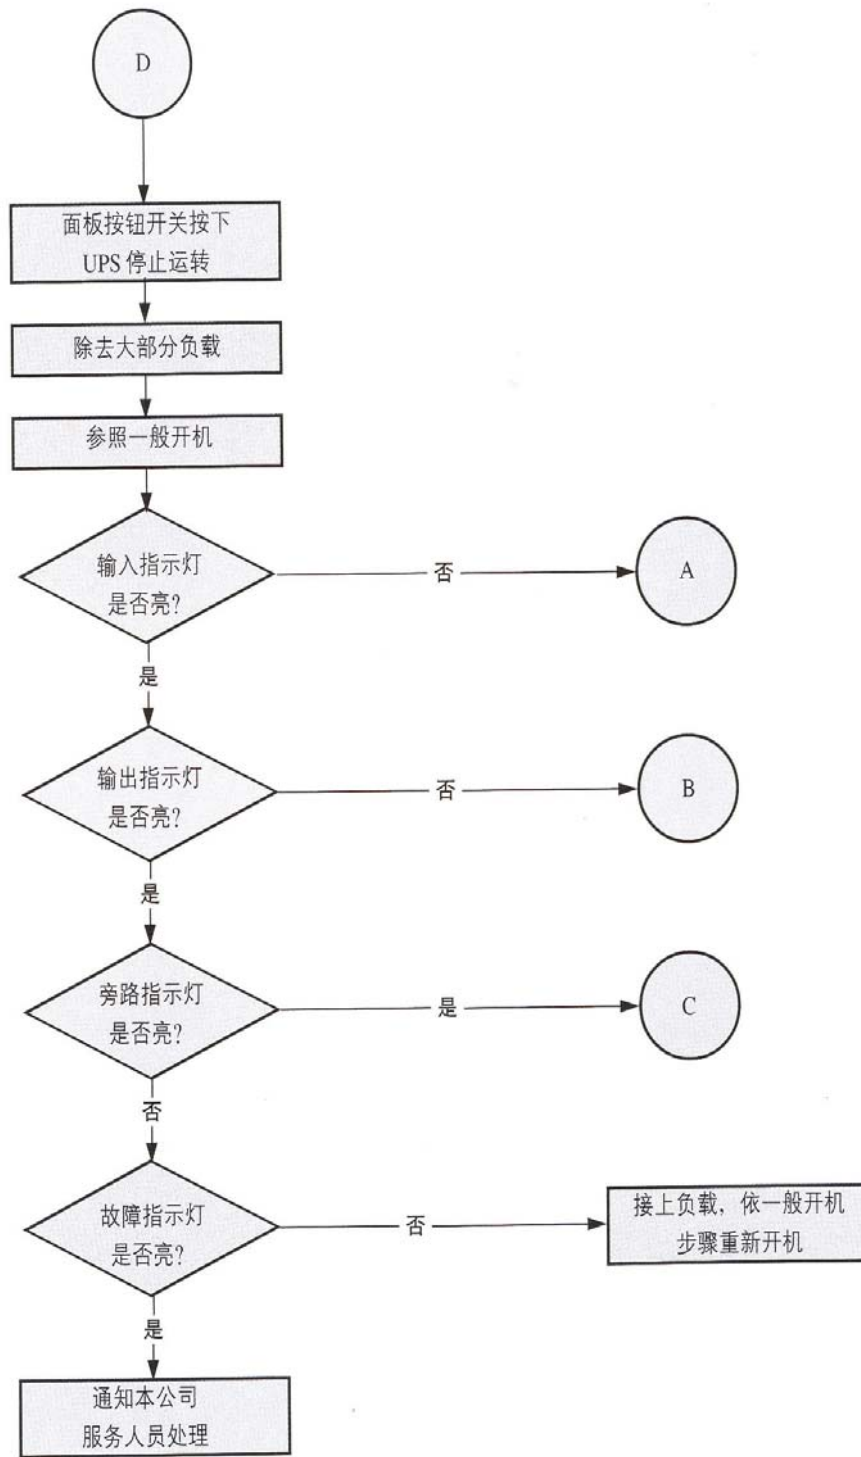 D
面板按钮开关按下
UPS 停止运转
除去大部分负载
参照一般开机
输入指示灯
是否亮?
否
A
是
输出指示灯
是否亮?
否
B
是
旁路指示灯
是否亮?
是
C
否
故障指示灯
是否亮?
否
接上负载，依一般开机
步骤重新开机
是
通知本公司
服务人员处理